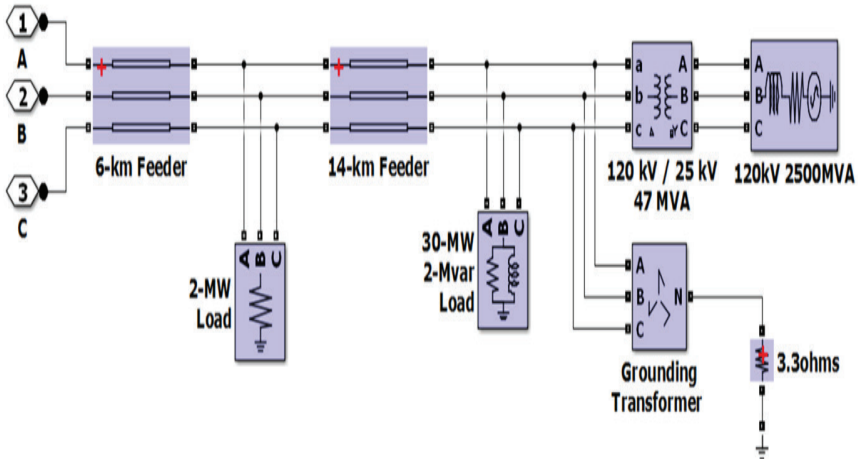 1
A
2
B
3
C
6-km Feeder
14-km Feeder
a A
b B
c C
120 kV / 25 kV
47 MVA
A
B
C
120kV 2500MVA
A B C
2-MW
Load
A B C
30-MW
2-Mvar
Load
A
B N
C
Grounding
Transformer
3.3ohms